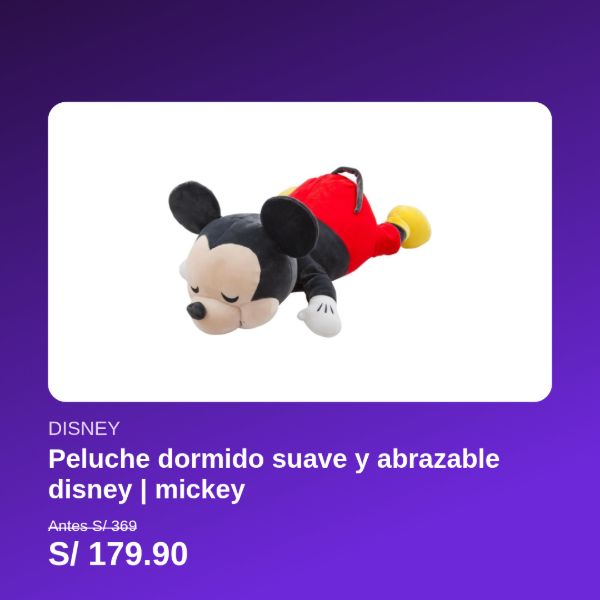 DISNEY
Peluche dormido suave y abrazable
disney | mickey
Antes S/ 369
S/ 179.90